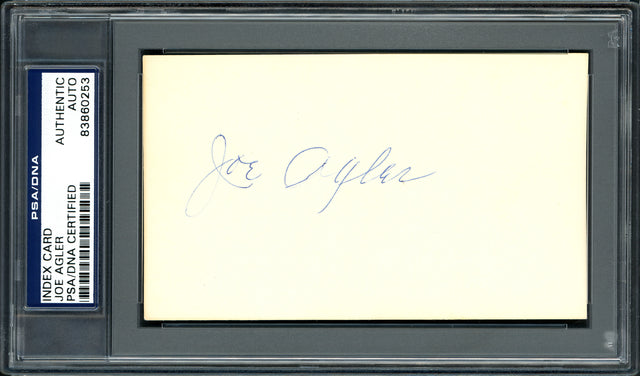 PSA/DNA
INDEX CARD
JOE AGLER
PSA/DNA CERTIFIED
AUTHENTIC
AUTO
83860253
Joe Agler